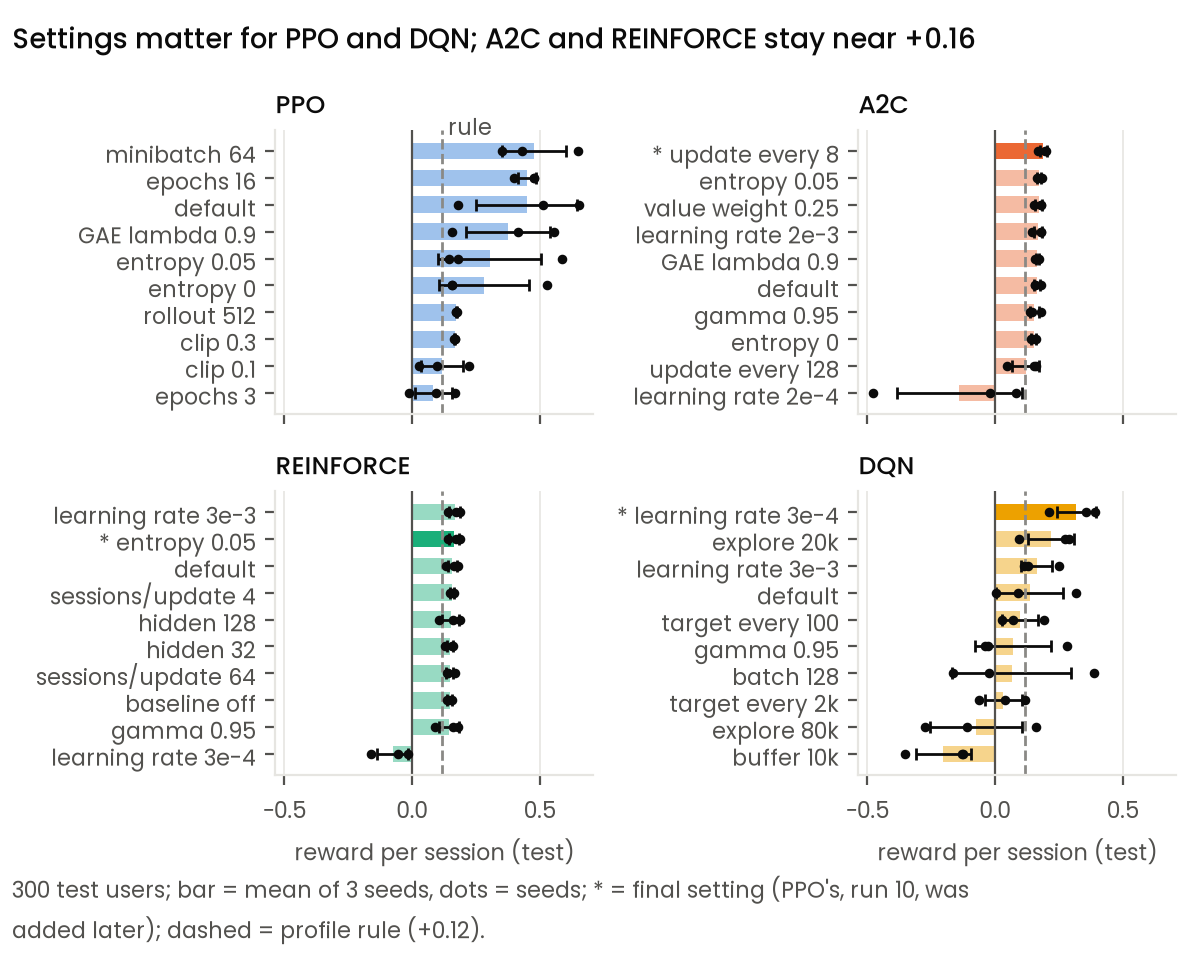 Settings matter for PPO and DQN; A2C and REINFORCE stay near +0.16
PPO
rule
minibatch 64
epochs 16
default
GAE lambda 0.9
entropy 0.05
entropy 0
rollout 512
clip 0.3
clip 0.1
epochs 3
A2C
* update every 8
entropy 0.05
value weight 0.25
learning rate 2e-3
GAE lambda 0.9
default
gamma 0.95
entropy 0
update every 128
learning rate 2e-4
REINFORCE
learning rate 3e-3
* entropy 0.05
default
sessions/update 4
hidden 128
hidden 32
sessions/update 64
baseline off
gamma 0.95
learning rate 3e-4
−0.5 0.0 0.5
reward per session (test)
DQN
* learning rate 3e-4
explore 20k
learning rate 3e-3
default
target every 100
gamma 0.95
batch 128
target every 2k
explore 80k
buffer 10k
−0.5 0.0 0.5
reward per session (test)
300 test users; bar = mean of 3 seeds, dots = seeds; * = final setting (PPO's, run 10, was
added later); dashed = profile rule (+0.12).